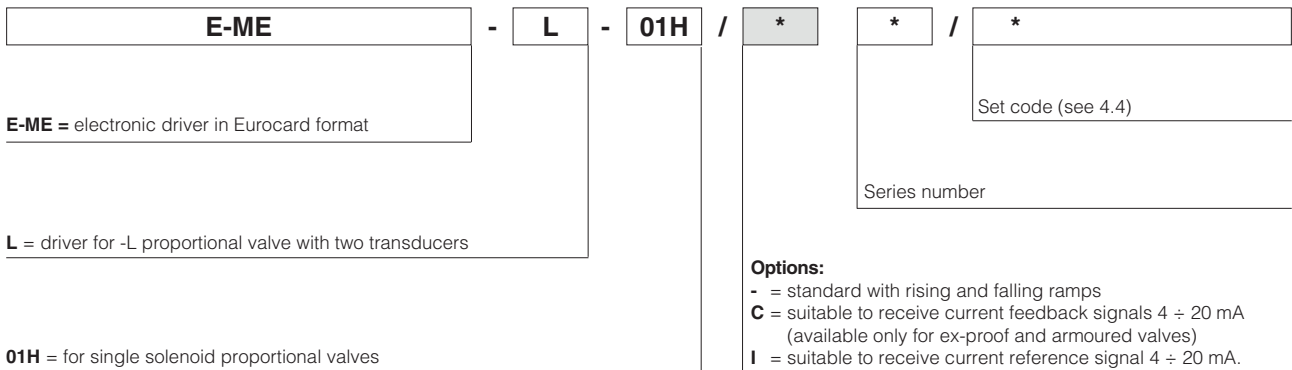 E-ME - L - 01H / * * / *
Set code (see 4.4)
E-ME = electronic driver in Eurocard format
Series number
L = driver for -L proportional valve with two transducers
Options:
- = standard with rising and falling ramps
C = suitable to receive current feedback signals 4 ÷ 20 mA
(available only for ex-proof and armoured valves)
01H = for single solenoid proportional valves
I = suitable to receive current reference signal 4 ÷ 20 mA.